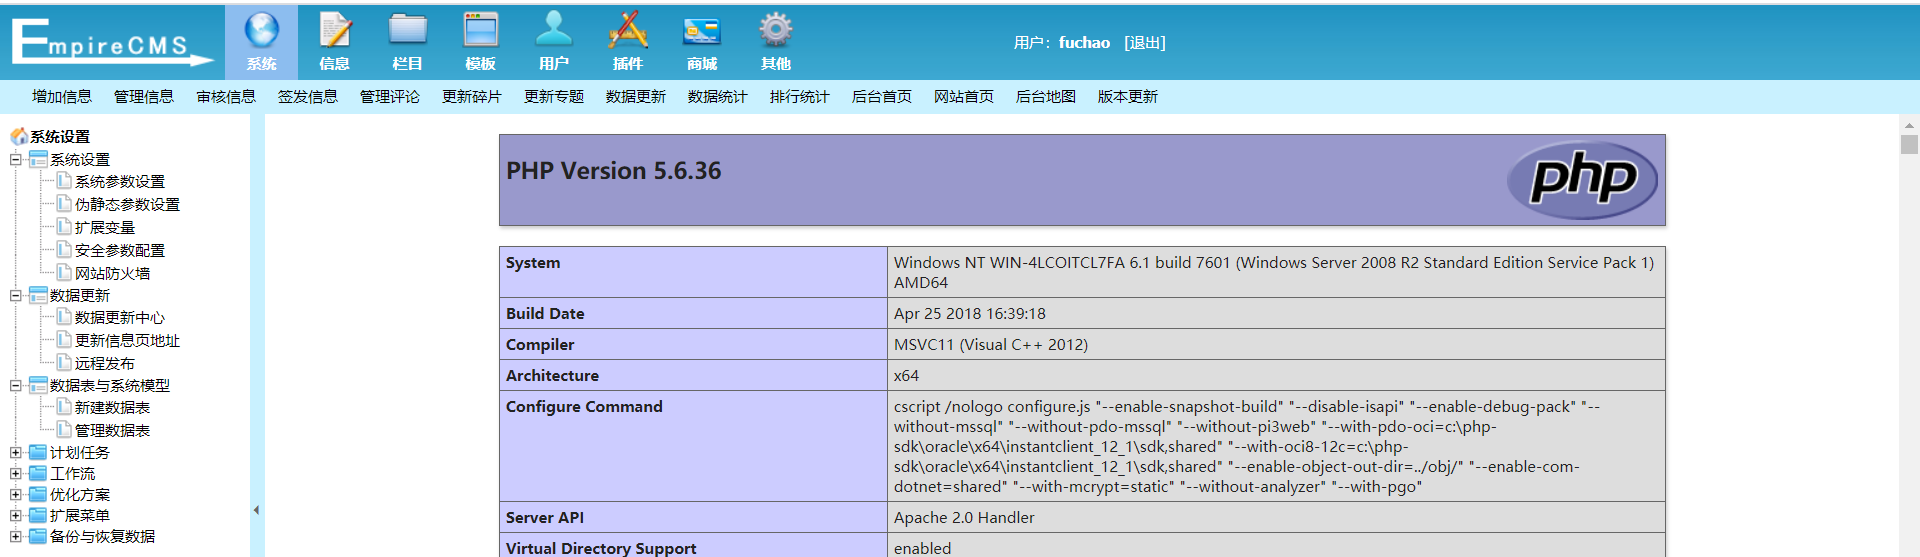 EmpireCMS
系统
信息
栏目
模板
用户
插件
商城
其他
用户：fuchao [退出]
增加信息 管理信息 审核信息 签发信息 管理评论 更新碎片 更新专题 数据更新 数据统计 排行统计 后台首页 网站首页 后台地图 版本更新
系统设置
系统设置
系统参数设置
伪静态参数设置
扩展变量
安全参数配置
网站防火墙
数据更新
数据更新中心
更新信息页地址
远程发布
数据表与系统模型
新建数据表
管理数据表
计划任务
工作流
优化方案
扩展菜单
备份与恢复数据
PHP Version 5.6.36
php
System
Windows NT WIN-4LCOITCL7FA 6.1 build 7601 (Windows Server 2008 R2 Standard Edition Service Pack 1)
AMD64
Build Date
Apr 25 2018 16:39:18
Compiler
MSVC11 (Visual C++ 2012)
Architecture
x64
Configure Command
cscript /nologo configure.js "--enable-snapshot-build" "--disable-isapi" "--enable-debug-pack" "--
without-mssql" "--without-pdo-mssql" "--without-pi3web" "--with-pdo-oci=c:\php-
sdk\oracle\x64\instantclient_12_1\sdk,shared" "--with-oci8-12c=c:\php-
sdk\oracle\x64\instantclient_12_1\sdk,shared" "--enable-object-out-dir=../obj/" "--enable-com-
dotnet=shared" "--with-mcrypt=static" "--without-analyzer" "--with-pgo"
Server API
Apache 2.0 Handler
Virtual Directory Support
enabled